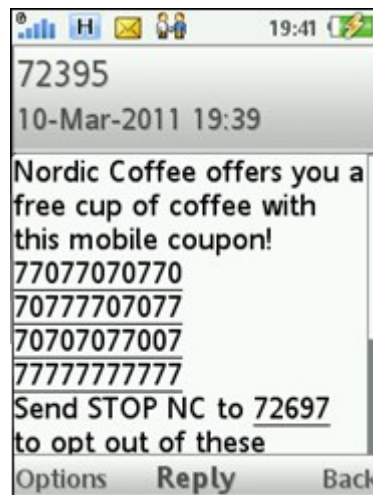 H 19:41
72395
10-Mar-2011 19:39
Nordic Coffee offers you a
free cup of coffee with
this mobile coupon!
77077070770
70777707077
70707077007
77777777777
Send STOP NC to 72697
to opt out of these
Options Reply Back